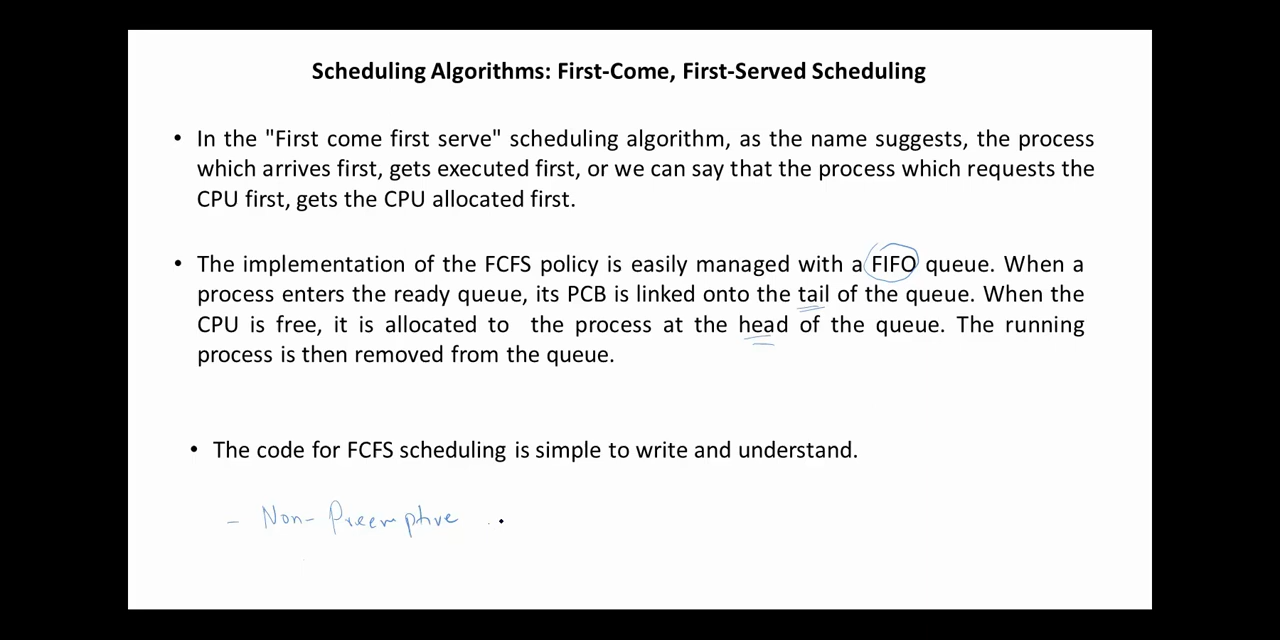 Scheduling Algorithms: First-Come, First-Served Scheduling
• In the "First come first serve" scheduling algorithm, as the name suggests, the process
which arrives first, gets executed first, or we can say that the process which requests the
CPU first, gets the CPU allocated first.
• The implementation of the FCFS policy is easily managed with a FIFO queue. When a
process enters the ready queue, its PCB is linked onto the tail of the queue. When the
CPU is free, it is allocated to the process at the head of the queue. The running
process is then removed from the queue.
• The code for FCFS scheduling is simple to write and understand.
- Non-Preemptive